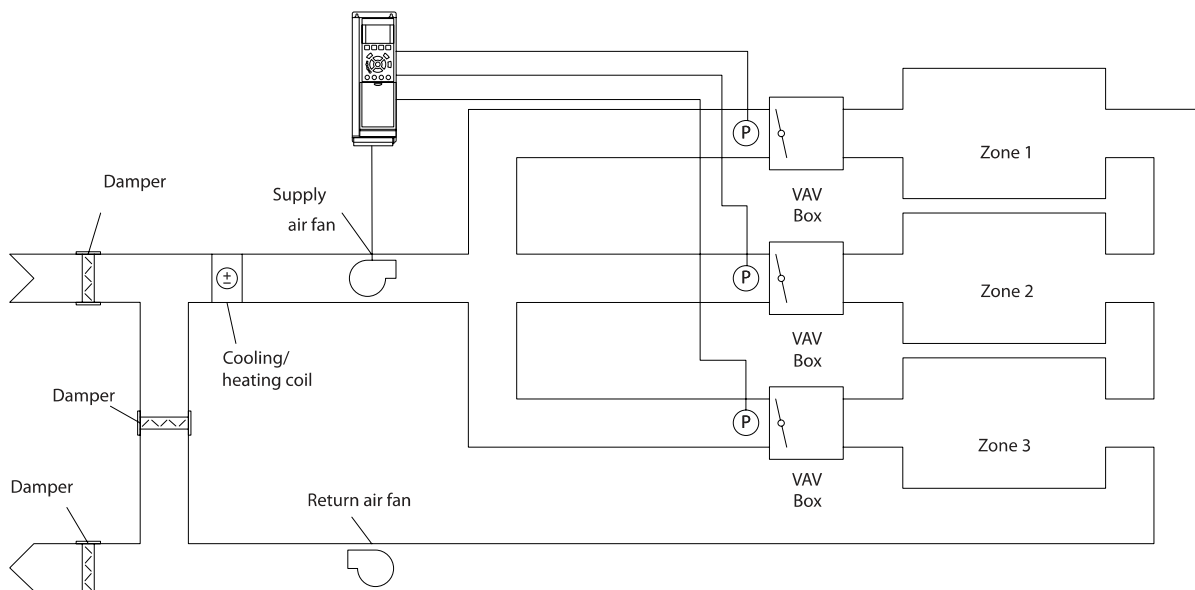 Damper
Supply
air fan
P
VAV
Box
Zone 1
±
Cooling/
heating coil
P
VAV
Box
Zone 2
Damper
P
VAV
Box
Zone 3
Damper
Return air fan